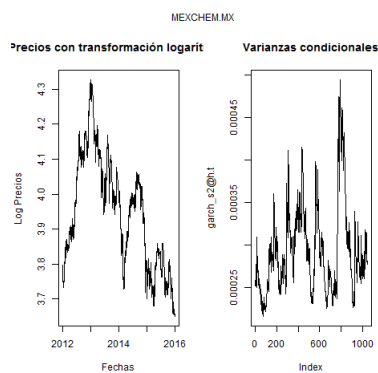 MEXCHEM.MX
Precios con transformación logarít
Varianzas condicionales
Log Precios
4.3
4.2
4.1
4.0
3.9
3.8
3.7
2012
2014
2016
Fechas
garch_s2@h.t
0.00045
0.00035
0.00025
0
200
600
1000
Index